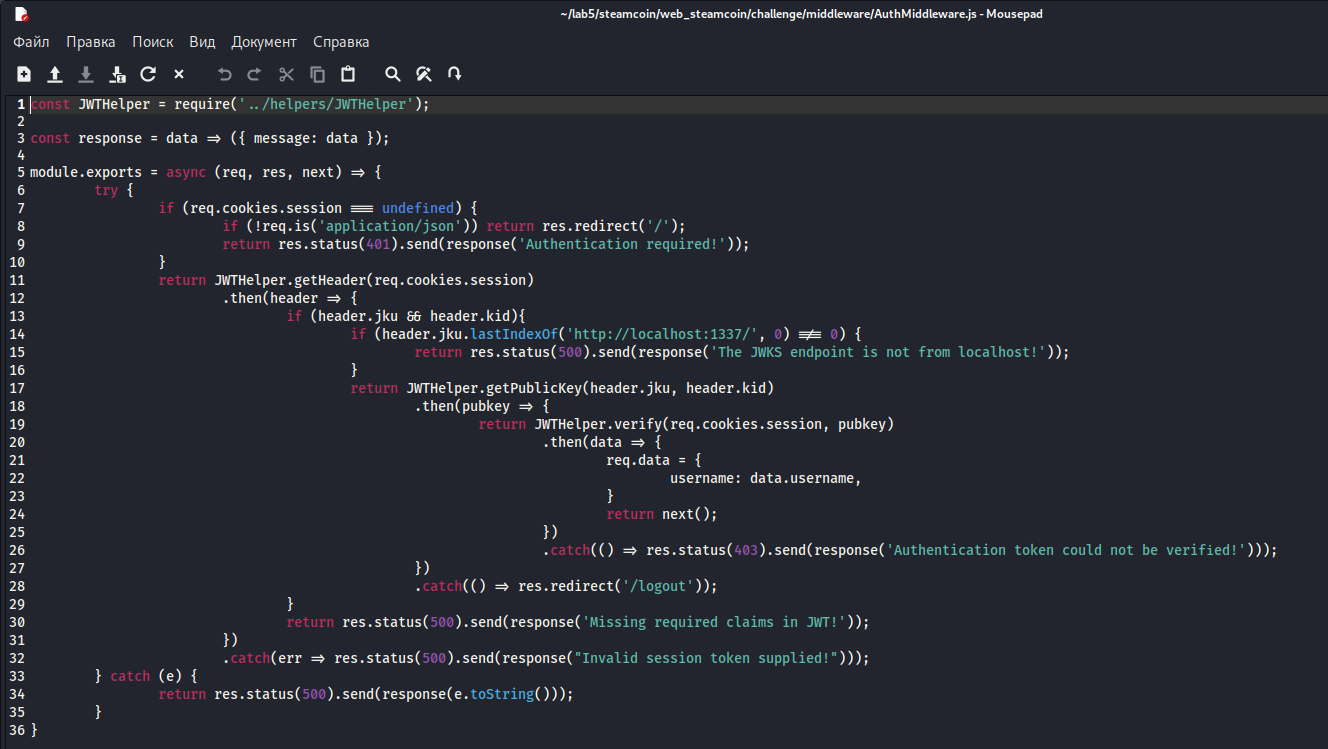 ~/lab5/steamcoin/web_steamcoin/challenge/middleware/AuthMiddleware.js - Mousepad
Файл Правка Поиск Вид Документ Справка
1 const JWTHelper = require('../helpers/JWTHelper');
2
3 const response = data => ({ message: data });
4
5 module.exports = async (req, res, next) => {
6 try {
7 if (req.cookies.session === undefined) {
8 if (!req.is('application/json')) return res.redirect('/');
9 return res.status(401).send(response('Authentication required!'));
10 }
11 return JWTHelper.getHeader(req.cookies.session)
12 .then(header => {
13 if (header.jku && header.kid){
14 if (header.jku.lastIndexOf('http://localhost:1337/', 0) !== 0) {
15 return res.status(500).send(response('The JWKS endpoint is not from localhost!'));
16 }
17 return JWTHelper.getPublicKey(header.jku, header.kid)
18 .then(pubkey => {
19 return JWTHelper.verify(req.cookies.session, pubkey)
20 .then(data => {
21 req.data = {
22 username: data.username,
23 }
24 return next();
25 })
26 .catch(() => res.status(403).send(response('Authentication token could not be verified!')));
27 })
28 .catch(() => res.redirect('/logout'));
29 }
30 return res.status(500).send(response('Missing required claims in JWT!'));
31 })
32 .catch(err => res.status(500).send(response("Invalid session token supplied!")));
33 } catch (e) {
34 return res.status(500).send(response(e.toString()));
35 }
36 }